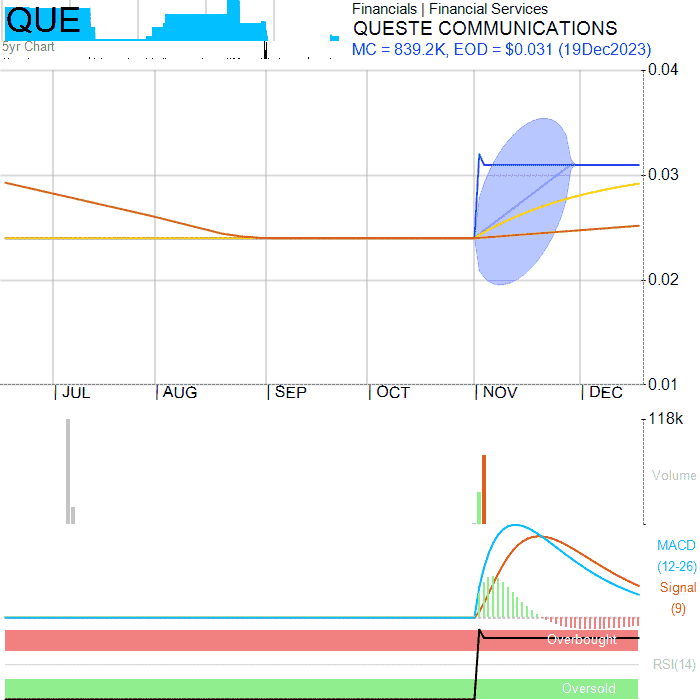 QUE
Financials | Financial Services
QUESTE COMMUNICATIONS
5yr Chart
MC = 839.2K, EOD = $0.031 (19Dec2023)
0.04
0.03
0.02
0.01
JUL
AUG
SEP
OCT
NOV
DEC
118k
Volume
MACD
(12-26)
Signal
(9)
Overbought
RSI(14)
Oversold